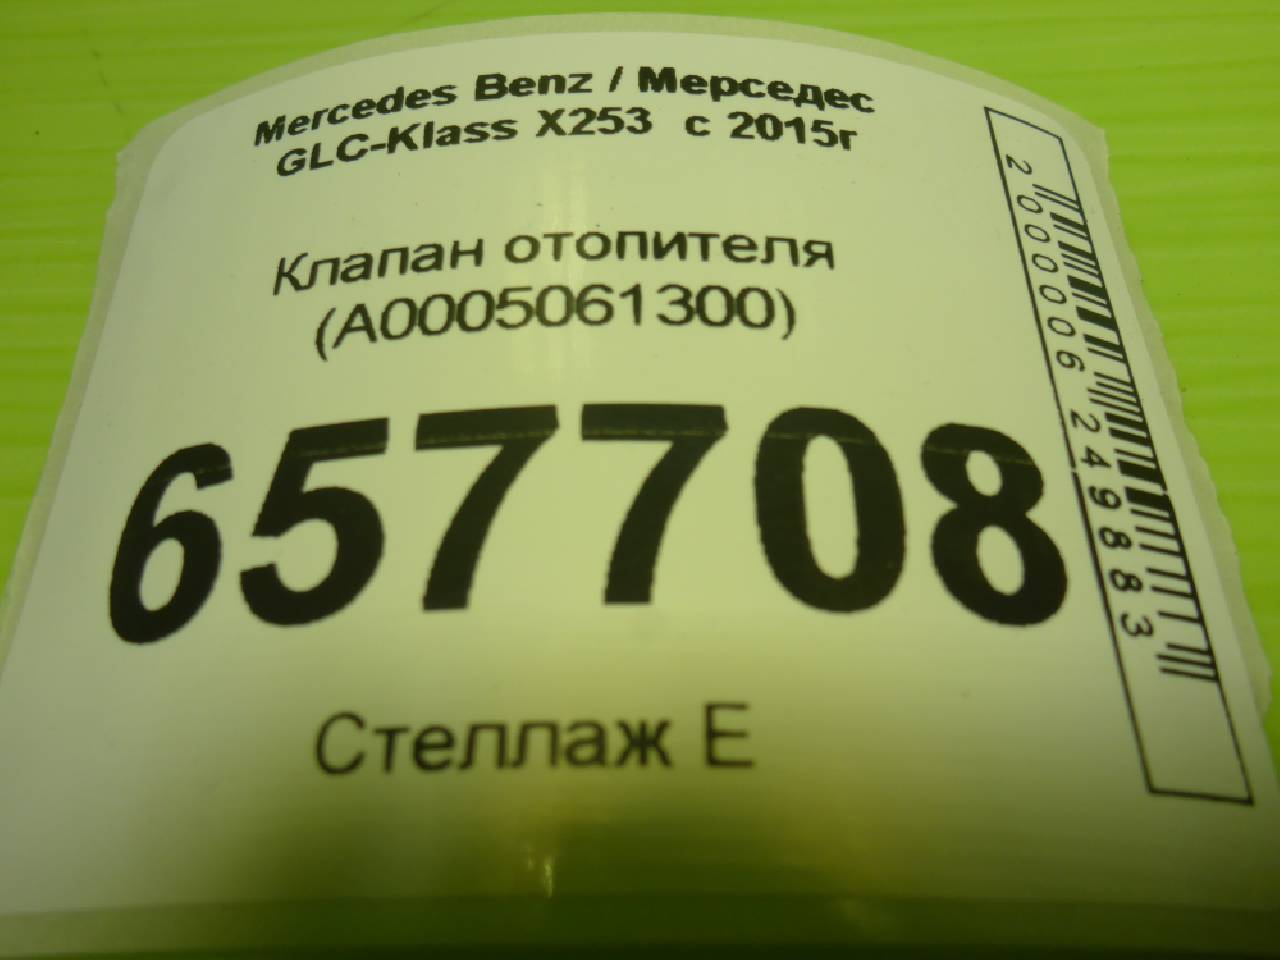 Mercedes Benz / Мерседес
GLC-Klass X253 с 2015г
Клапан отопителя
(A0005061300)
657708
Стеллаж E
2000006249883